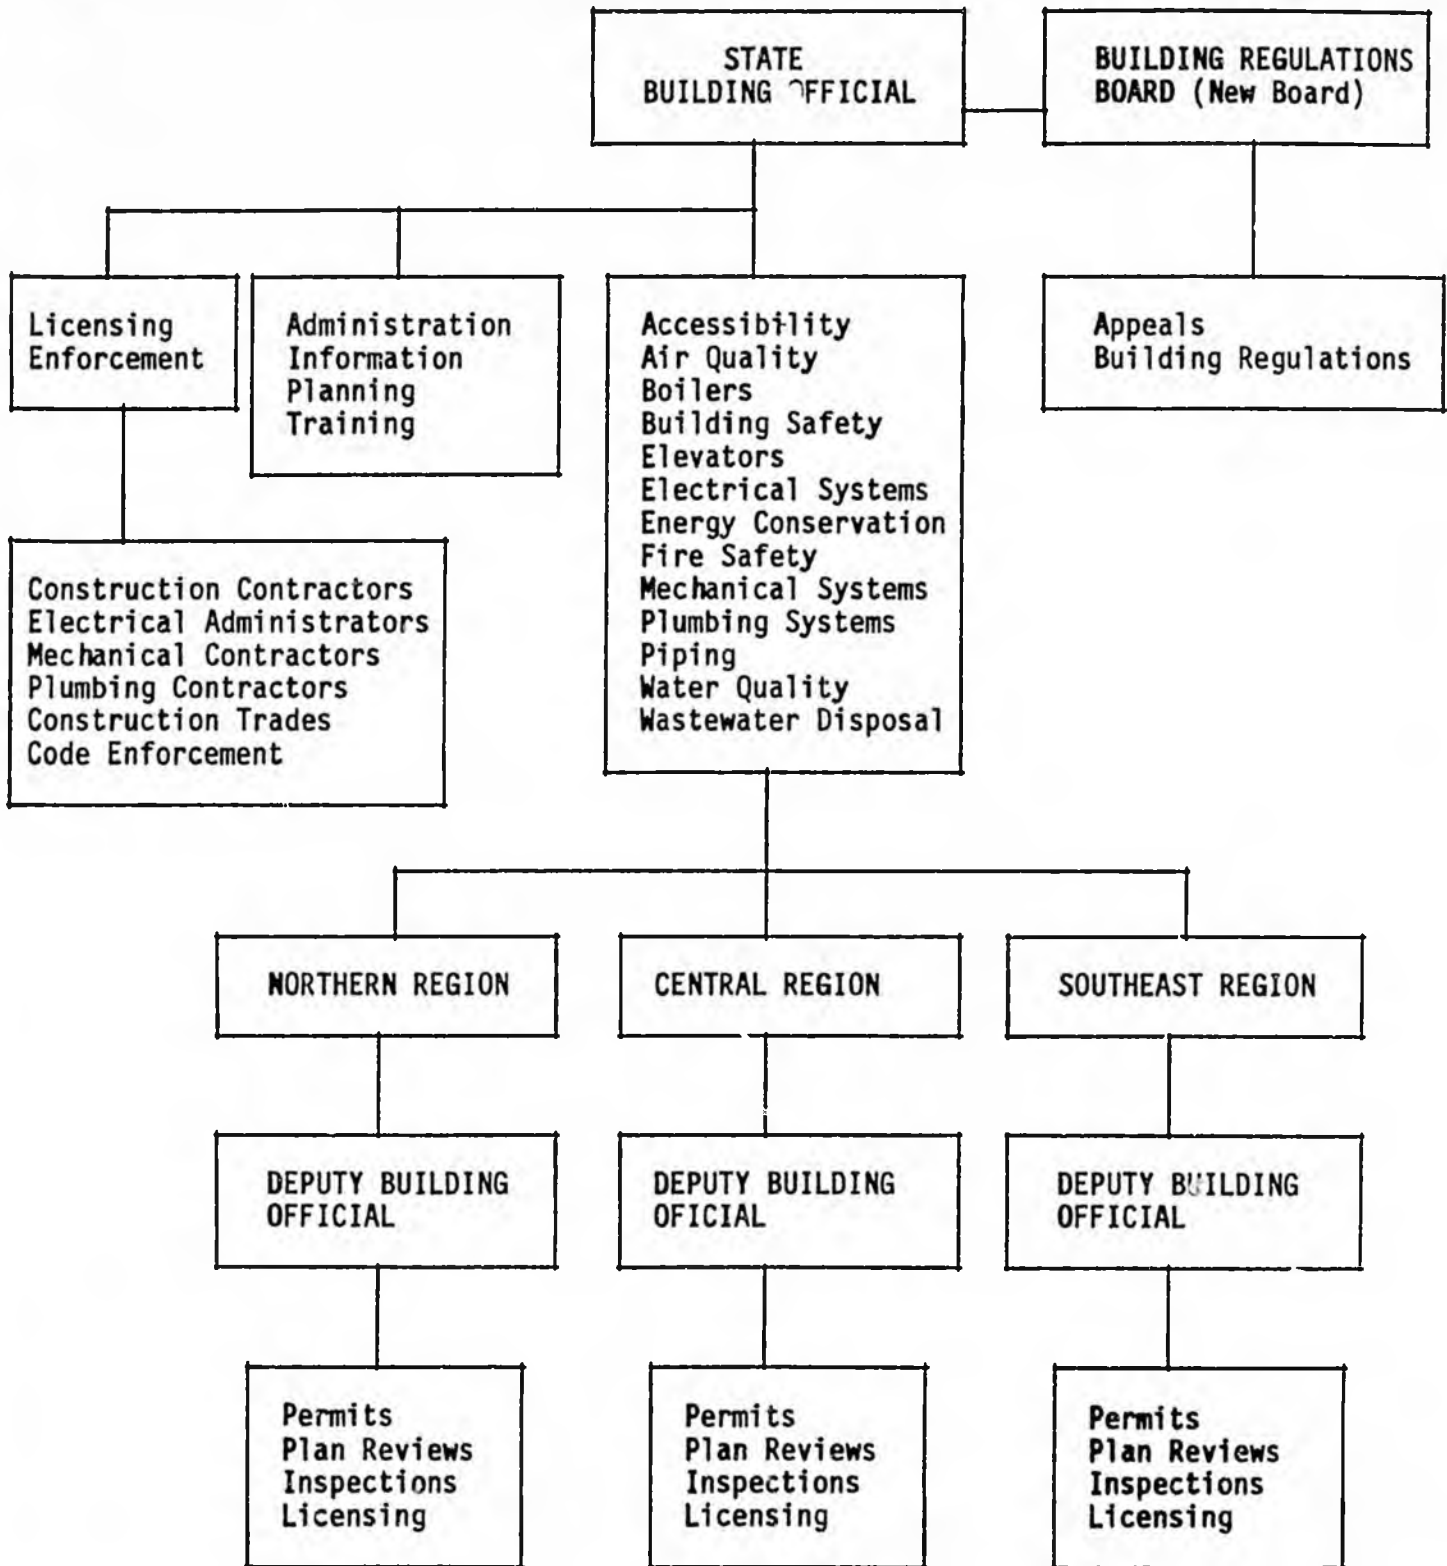 STATE
BUILDING OFFICIAL
BUILDING REGULATIONS
BOARD (New Board)
Licensing
Enforcement
Administration
Information
Planning
Training
Accessibility
Air Quality
Boilers
Building Safety
Elevators
Electrical Systems
Energy Conservation
Fire Safety
Mechanical Systems
Plumbing Systems
Piping
Water Quality
Wastewater Disposal
Appeals
Building Regulations
Construction Contractors
Electrical Administrators
Mechanical Contractors
Plumbing Contractors
Construction Trades
Code Enforcement
NORTHERN REGION
CENTRAL REGION
SOUTHEAST REGION
DEPUTY BUILDING
OFFICIAL
DEPUTY BUILDING
OFICIAL
DEPUTY BUILDING
OFFICIAL
Permits
Plan Reviews
Inspections
Licensing
Permits
Plan Reviews
Inspections
Licensing
Permits
Plan Reviews
Inspections
Licensing